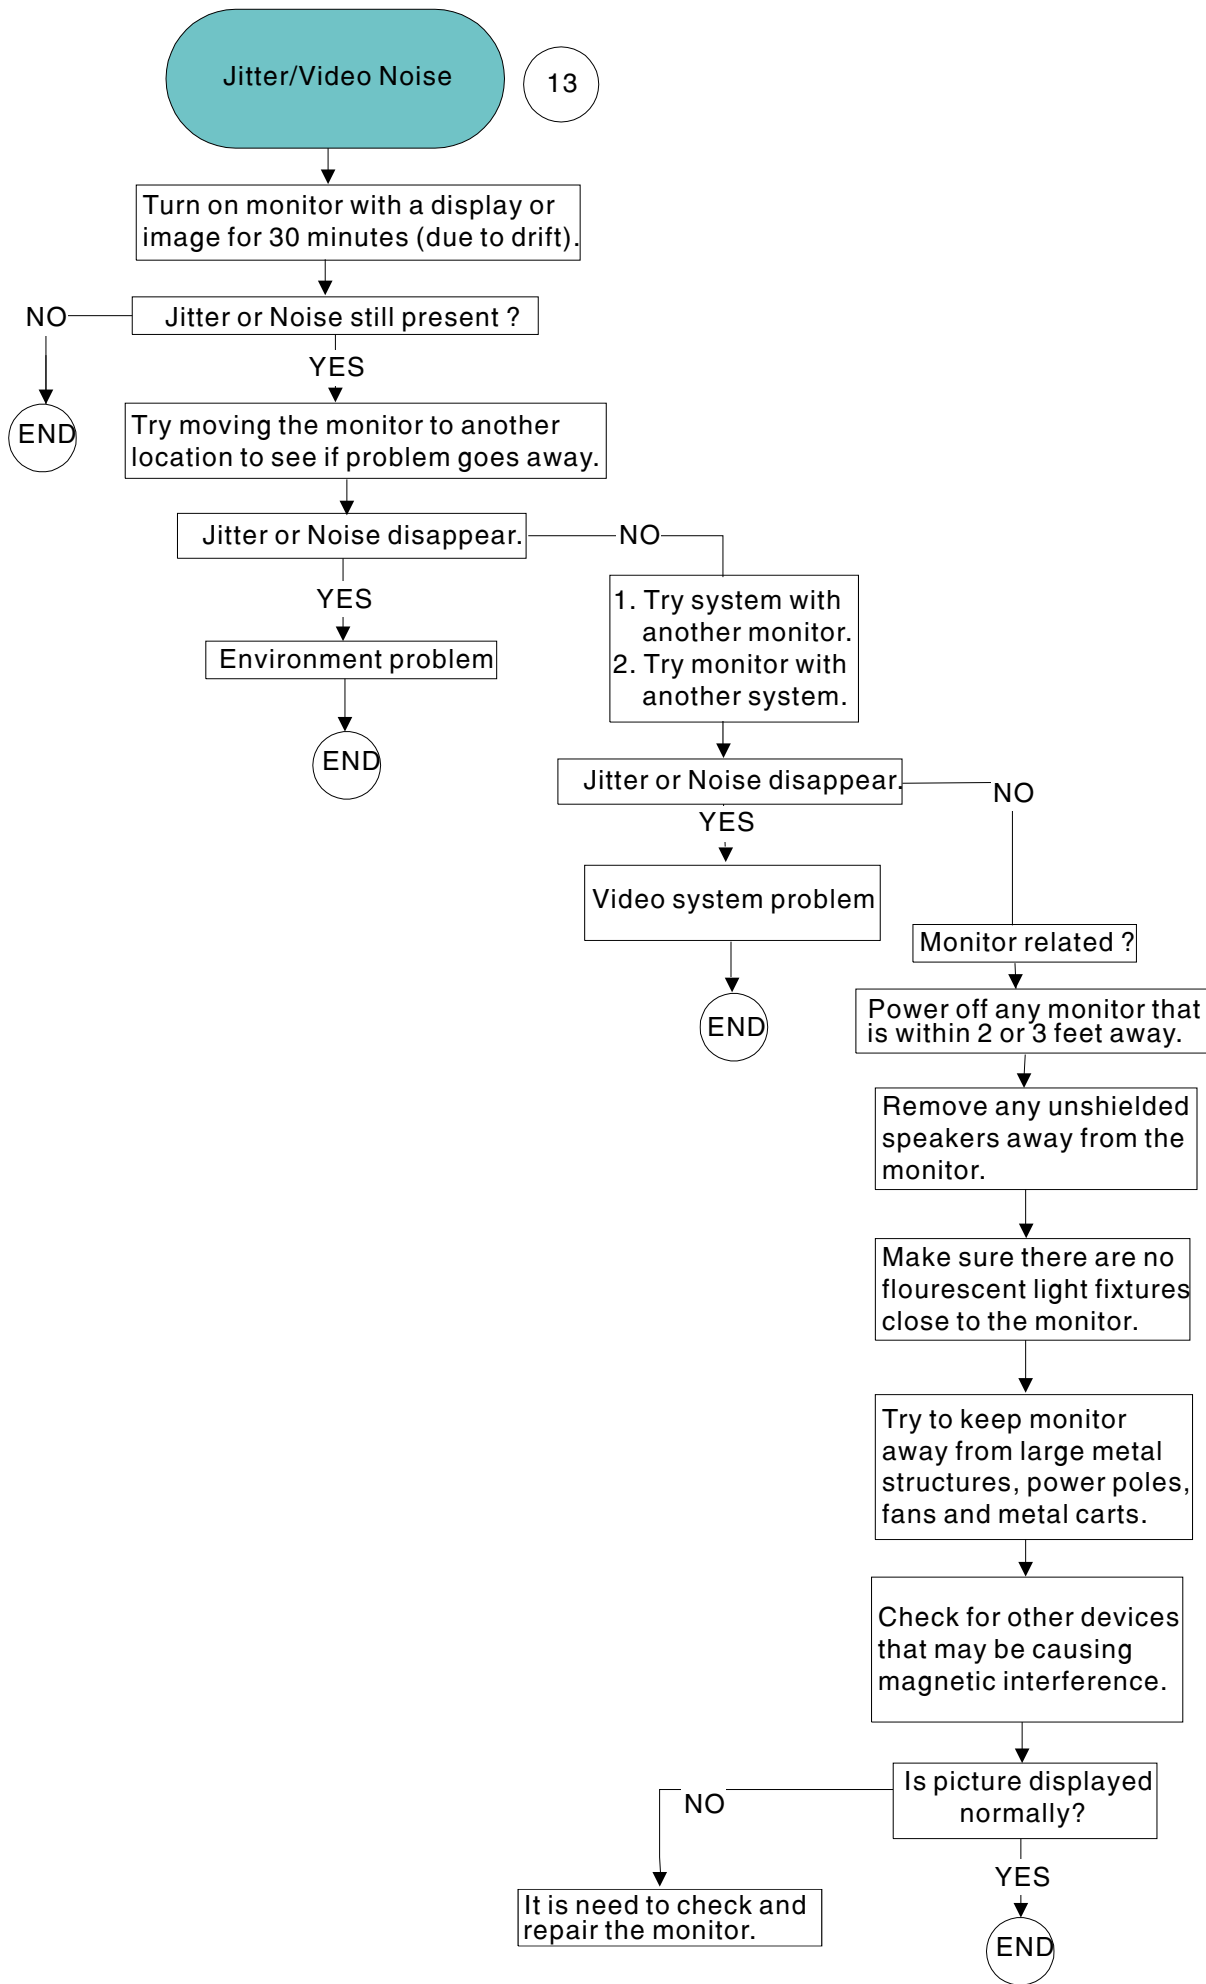 Jitter/Video Noise
13
Turn on monitor with a display or
image for 30 minutes (due to drift).
NO
Jitter or Noise still present ?
YES
END
Try moving the monitor to another
location to see if problem goes away.
Jitter or Noise disappear.
NO
YES
1. Try system with
another monitor.
2. Try monitor with
another system.
Environment problem
END
Jitter or Noise disappear.
NO
YES
Video system problem
Monitor related ?
END
Power off any monitor that
is within 2 or 3 feet away.
Remove any unshielded
speakers away from the
monitor.
Make sure there are no
flourescent light fixtures
close to the monitor.
Try to keep monitor
away from large metal
structures, power poles,
fans and metal carts.
Check for other devices
that may be causing
magnetic interference.
Is picture displayed
normally?
NO
YES
It is need to check and
repair the monitor.
END